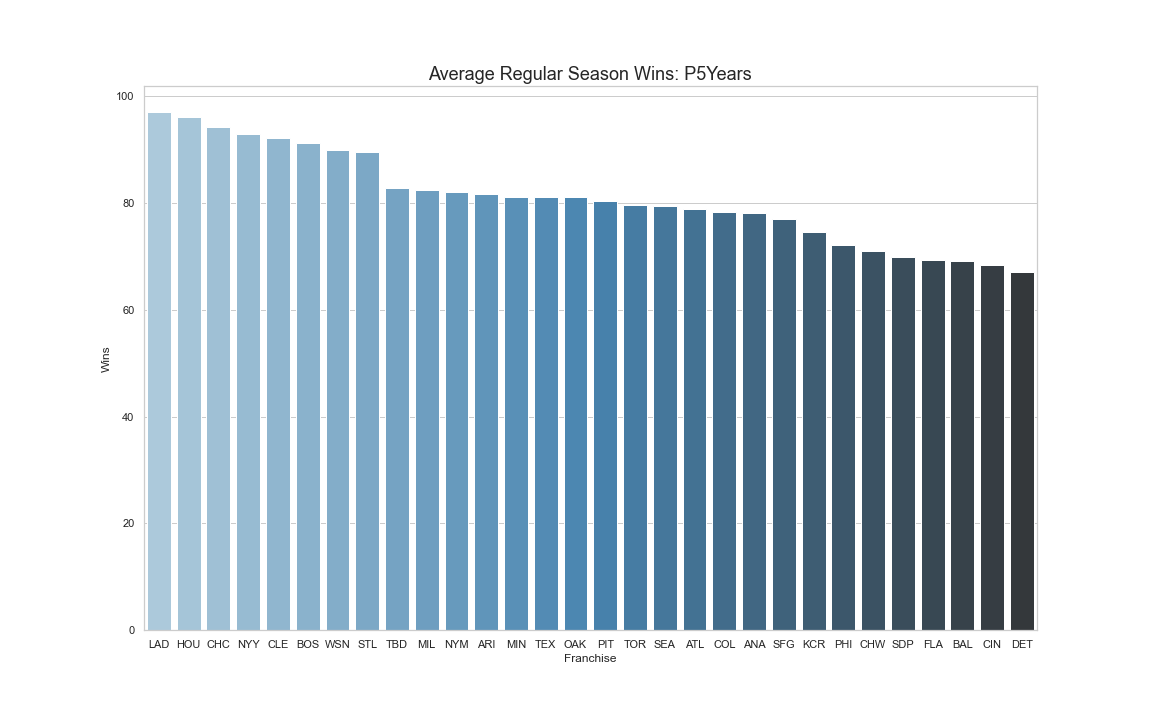 Average Regular Season Wins: P5Years
100
80
60
40
20
0
Wins
LAD HOU CHC NYY CLE BOS WSN STL TBD MIL NYM ARI MIN TEX OAK PIT TOR SEA ATL COL ANA SFG KCR PHI CHW SDP FLA BAL CIN DET
Franchise